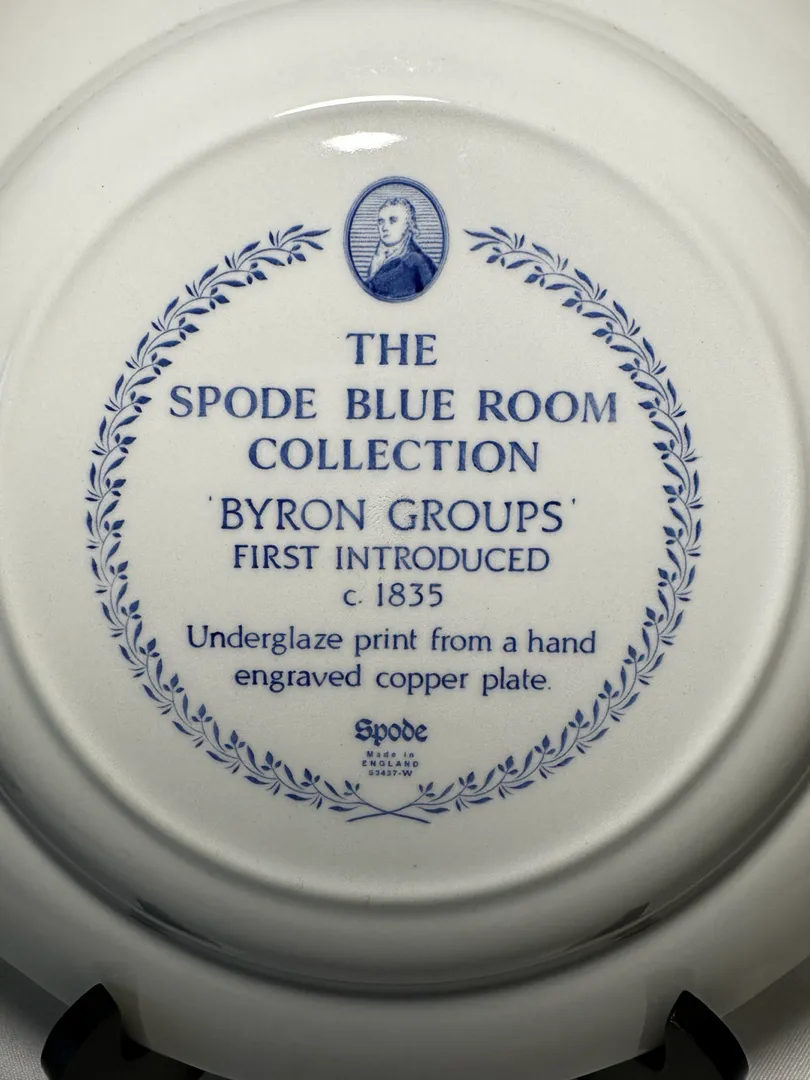 THE
SPODE BLUE ROOM
COLLECTION
'BYRON GROUPS'
FIRST INTRODUCED
c. 1835
Underglaze print from a hand
engraved copper plate.
Spode
Made in
ENGLAND
S3437-W